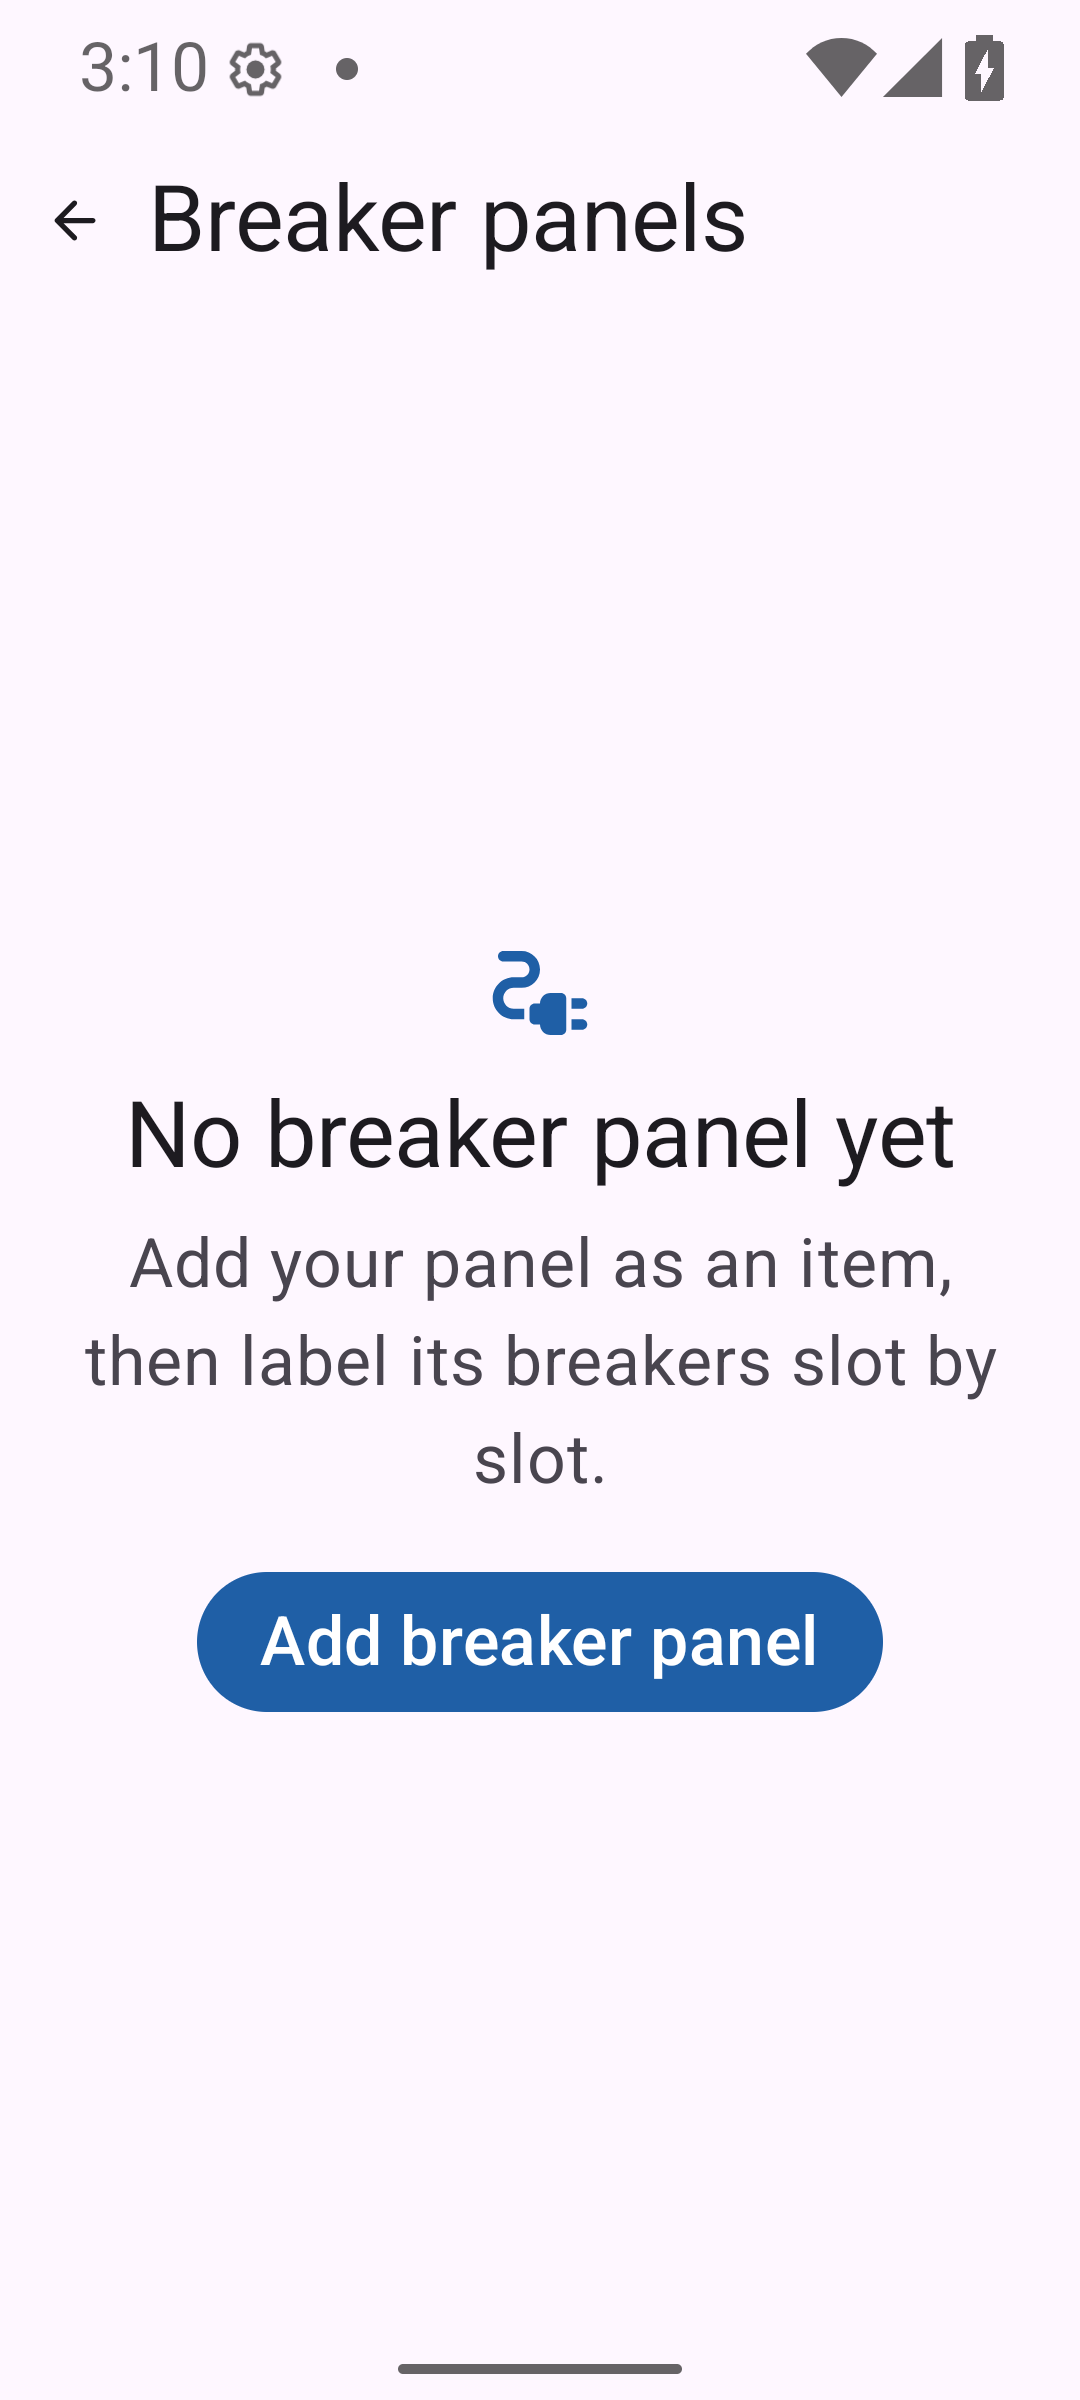 3:10
Breaker panels
No breaker panel yet
Add your panel as an item,
then label its breakers slot by
slot.
Add breaker panel